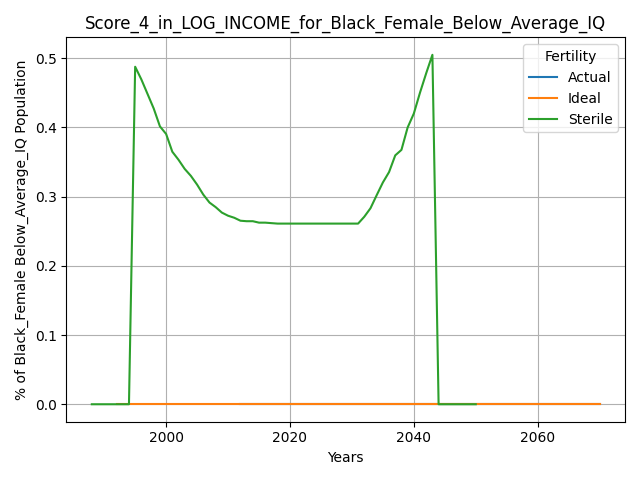 Score_4_in_LOG_INCOME_for_Black_Female_Below_Average_IQ
% of Black_Female Below_Average_IQ Population
0.5
0.4
0.3
0.2
0.1
0.0
Fertility
Actual
Ideal
Sterile
2000
2020
2040
2060
Years